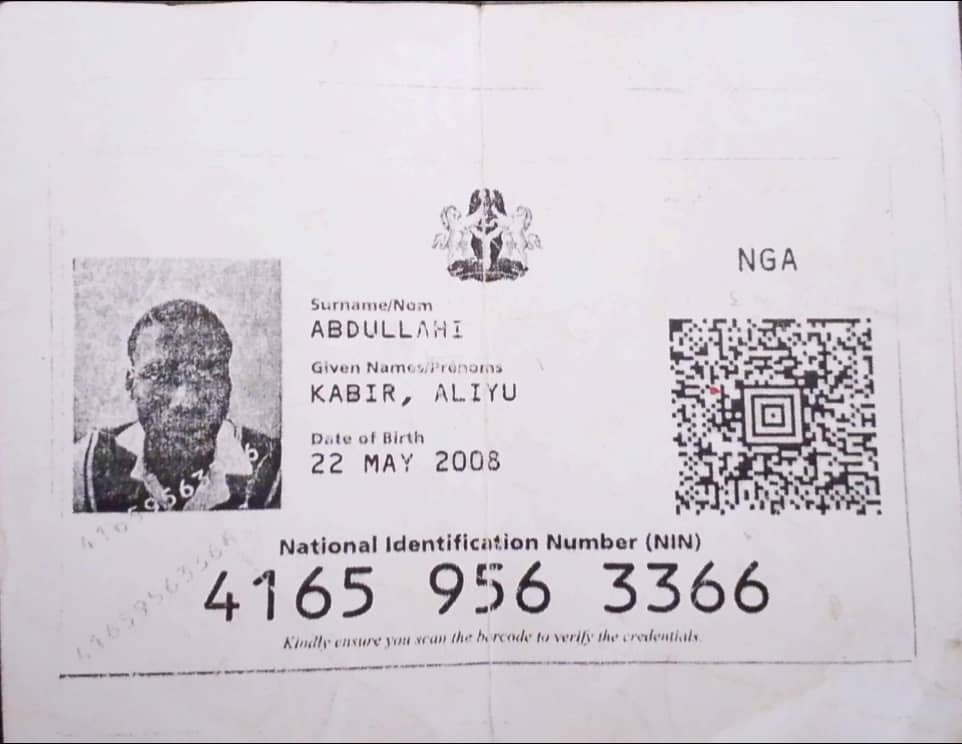 NGA
Surname/Nom
ABDULLAHI
Given Names/Prénoms
KABIR, ALIYU
Date of Birth
22 MAY 2008
41659563366
National Identification Number (NIN)
4165 956 3366
Kindly ensure you scan the barcode to verify the credentials.